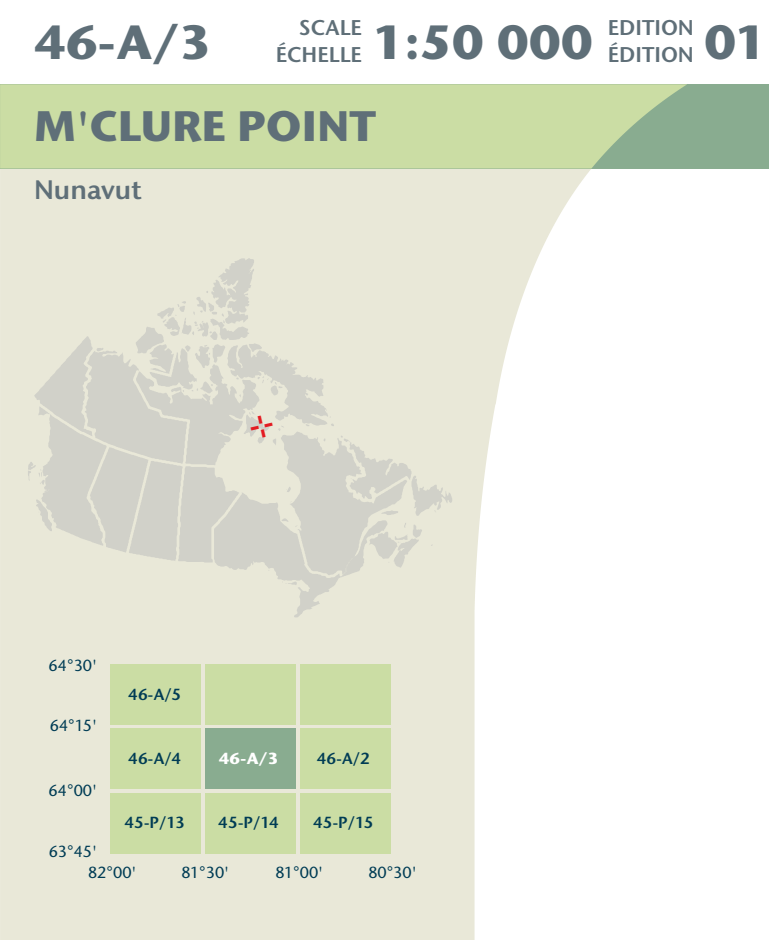 46-A/3 SCALE ÉCHELLE 1:50 000 EDITION ÉDITION 01
M'CLURE POINT
Nunavut
64°30'
46-A/5
64°15'
46-A/4 46-A/3 46-A/2
64°00'
45-P/13 45-P/14 45-P/15
63°45'
82°00' 81°30' 81°00' 80°30'